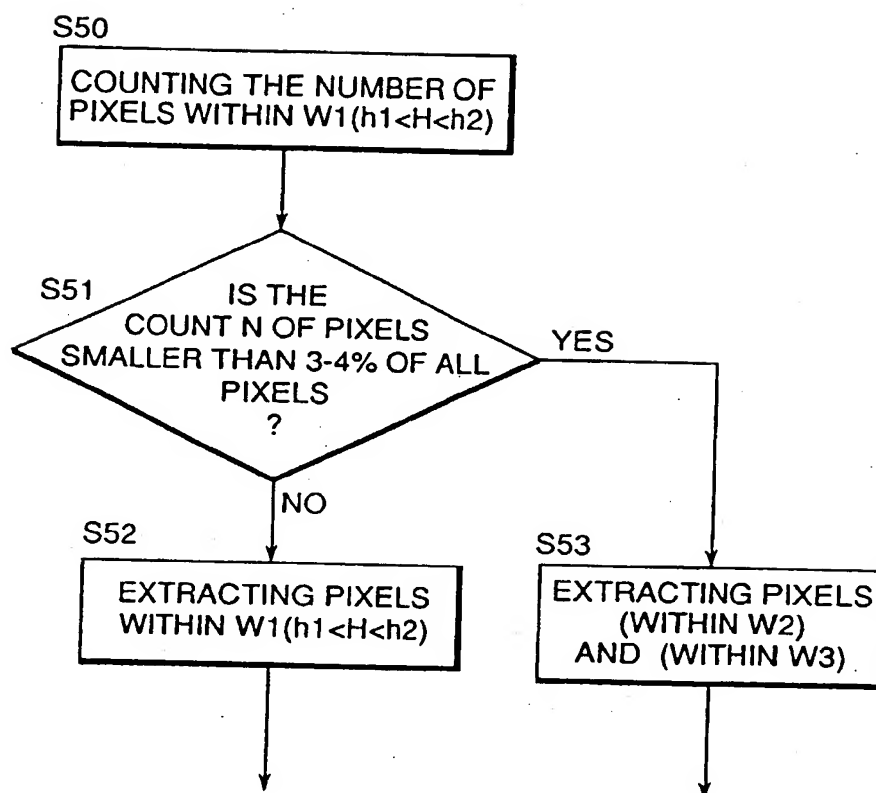 S50
COUNTING THE NUMBER OF
PIXELS WITHIN W1(h1<H<h2)
S51
IS THE
COUNT N OF PIXELS
SMALLER THAN 3-4% OF ALL
PIXELS
?
YES
NO
S52
EXTRACTING PIXELS
WITHIN W1(h1<H<h2)
S53
EXTRACTING PIXELS
(WITHIN W2)
AND (WITHIN W3)